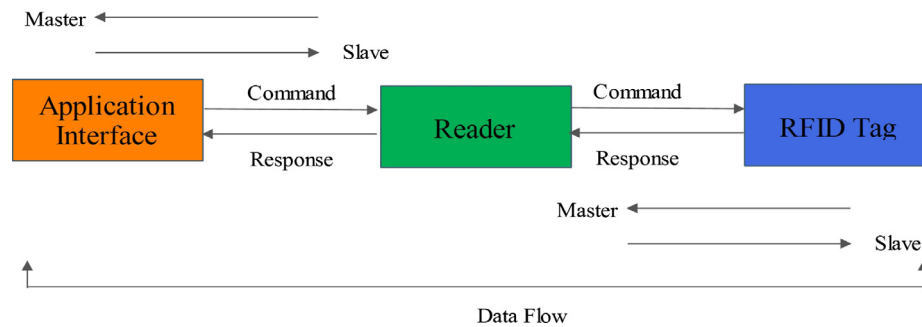 Master
Slave
Application
Interface
Command
Response
Reader
Command
Response
RFID Tag
Master
Slave
Data Flow